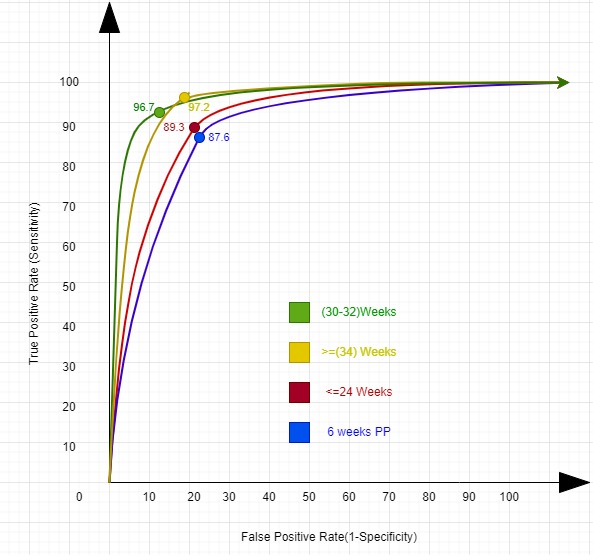 100
96.7
97.2
90
89.3
87.6
80
70
60
50
40
30
20
10
True Positive Rate (Sensitivity)
(30-32)Weeks
>=(34) Weeks
<=24 Weeks
6 weeks PP
0 10 20 30 40 50 60 70 80 90 100
False Positive Rate(1-Specificity)